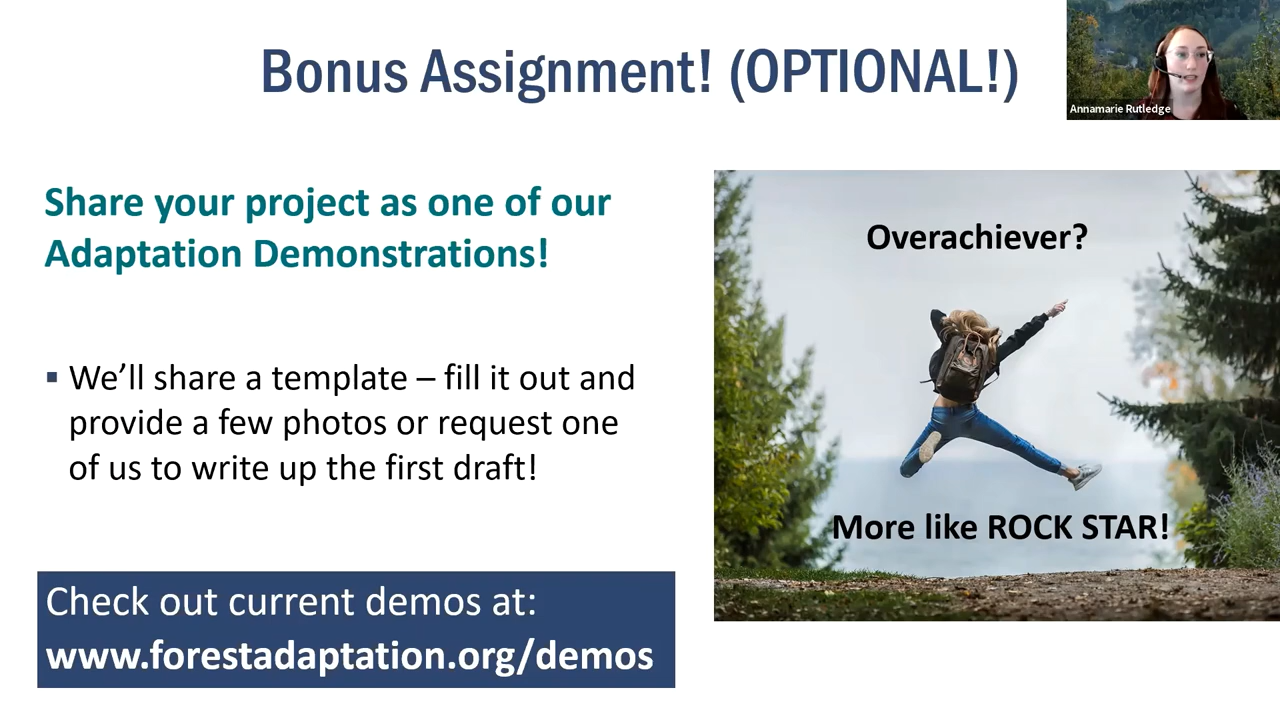 Bonus Assignment! (OPTIONAL!)
Annamarie Rutledge
Share your project as one of our
Adaptation Demonstrations!
▪ We’ll share a template – fill it out and
provide a few photos or request one
of us to write up the first draft!
Check out current demos at:
www.forestadaptation.org/demos
Overachiever?
More like ROCK STAR!